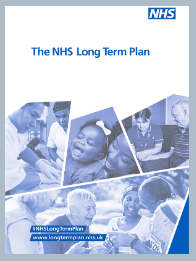 NHS
The NHS Long Term Plan
#NHSLongTermPlan
www.longtermplan.nhs.uk